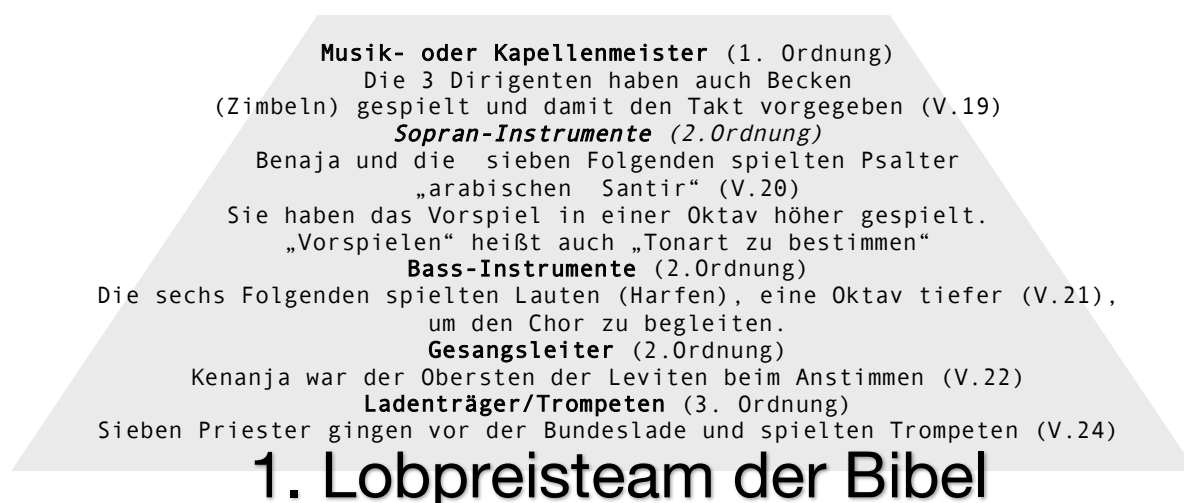 Musik- oder Kapellenmeister (1. Ordnung)
Die 3 Dirigenten haben auch Becken
(Zimbeln) gespielt und damit den Takt vorgegeben (V.19)
Sopran-Instrumente (2.Ordnung)
Benaja und die  sieben Folgenden spielten Psalter
„arabischen  Santir“ (V.20)
Sie haben das Vorspiel in einer Oktav höher gespielt.
„Vorspielen“ heißt auch „Tonart zu bestimmen“
Bass-Instrumente (2.Ordnung)
Die sechs Folgenden spielten Lauten (Harfen), eine Oktav tiefer (V.21),
um den Chor zu begleiten.
Gesangsleiter (2.Ordnung)
Kenanja war der Obersten der Leviten beim Anstimmen (V.22)
Ladenträger/Trompeten (3. Ordnung)
Sieben Priester gingen vor der Bundeslade und spielten Trompeten (V.24)
1. Lobpreisteam der Bibel